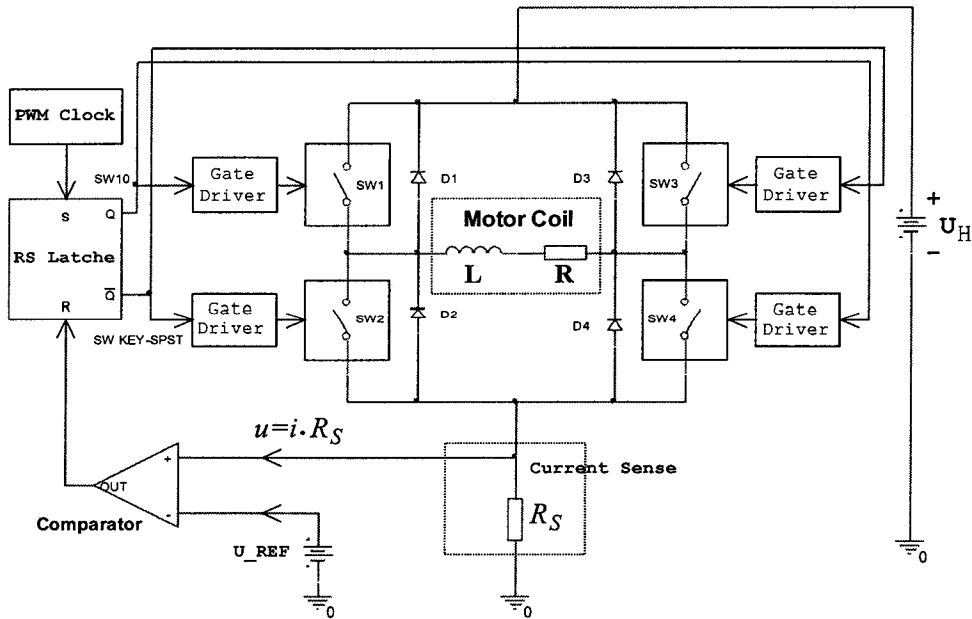 PWM Clock
SW10
Gate
Driver
SW1
D1
D3
SW3
Gate
Driver
S
Q
RS Latche
Q̅
R
Motor Coil
L
R
+
U_H
−
SW KEY-SPST
Gate
Driver
SW2
D2
D4
SW4
Gate
Driver
u=i.R_S
+
OUT
-
Comparator
Current Sense
R_S
U_REF
0
0
0